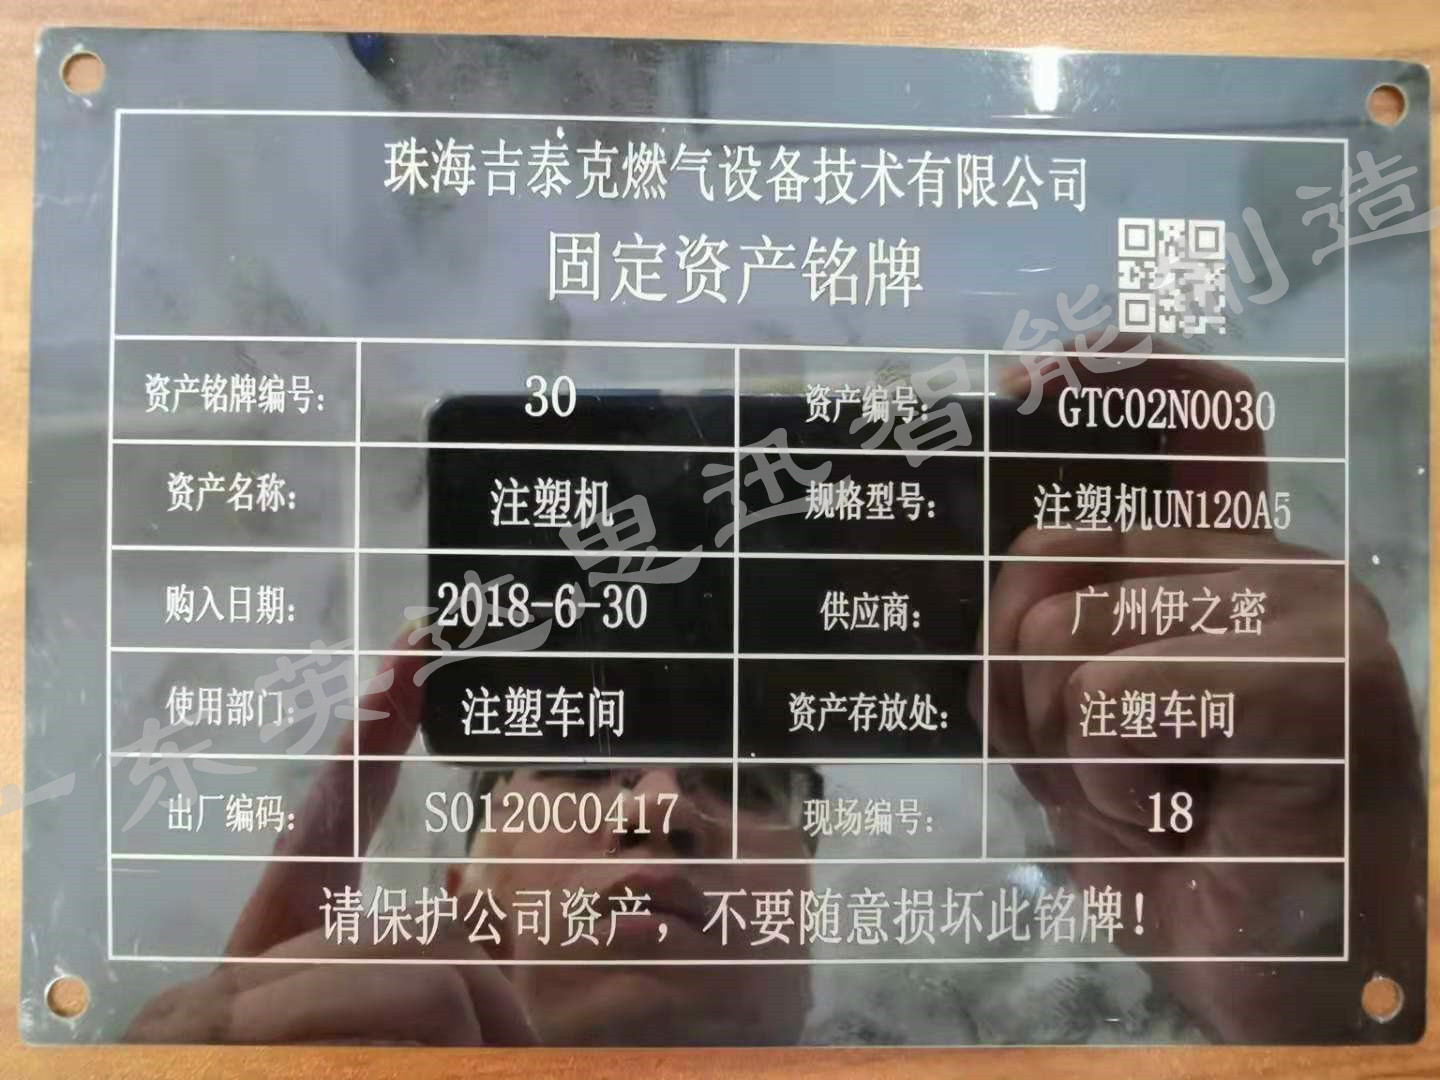 珠海吉泰克燃气设备技术有限公司
固定资产铭牌
资产铭牌编号: 30 资产编号: GTC02N0030
资产名称: 注塑机 规格型号: 注塑机UN120A5
购入日期: 2018-6-30 供应商: 广州伊之密
使用部门: 注塑车间 资产存放处: 注塑车间
出厂编码: S0120C0417 现场编号: 18
请保护公司资产，不要随意损坏此铭牌！
广东英达思迅智能制造